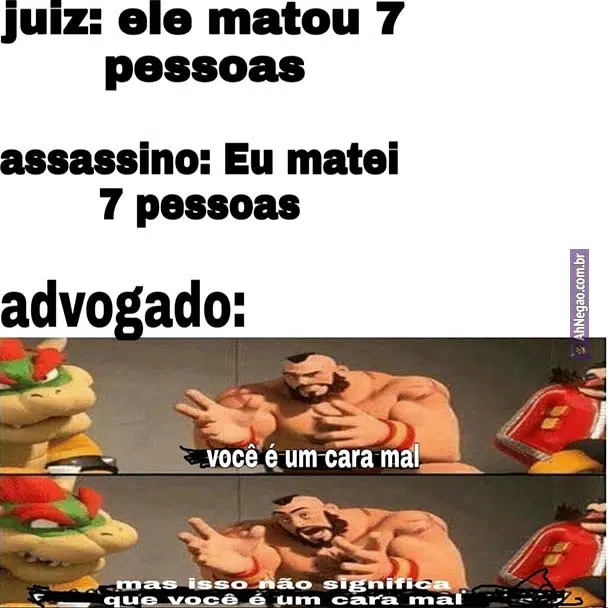 juiz: ele matou 7
pessoas
assassino: Eu matei
7 pessoas
advogado:
AhNegao.com.br
você é um cara mal
mas isso não significa
que você é um cara mal